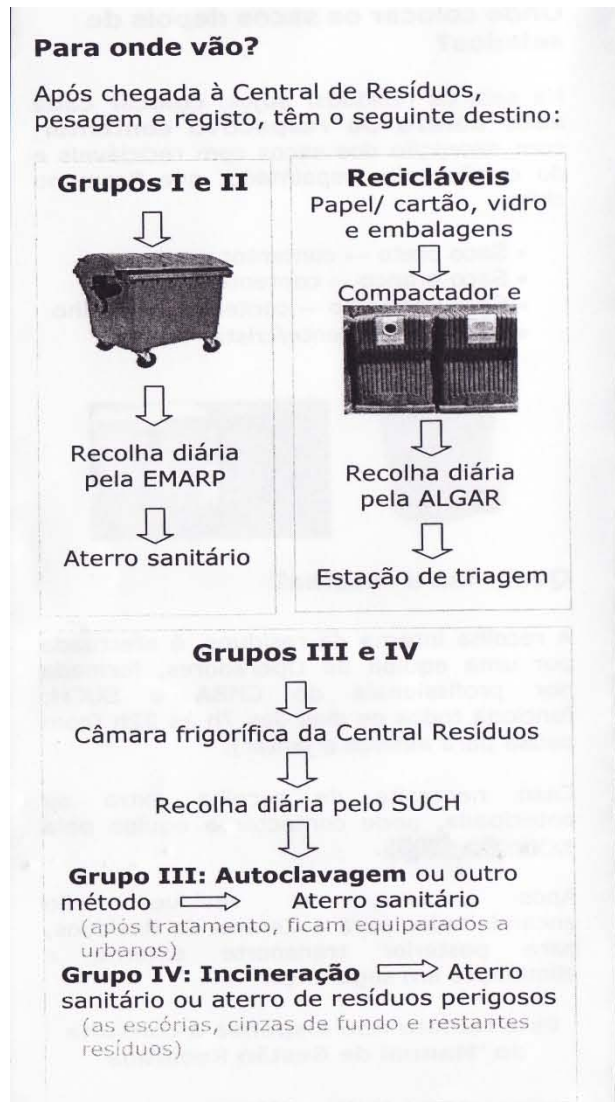 Para onde vão?
Após chegada à Central de Resíduos,
pesagem e registo, têm o seguinte destino:
Grupos I e II
Recolha diária
pela EMARP
Aterro sanitário
Recicláveis
Papel/ cartão, vidro
e embalagens
Compactador e
Recolha diária
pela ALGAR
Estação de triagem
Grupos III e IV
Câmara frigorífica da Central Resíduos
Recolha diária pelo SUCH
Grupo III: Autoclavagem ou outro
método Aterro sanitário
(após tratamento, ficam equiparados a
urbanos)
Grupo IV: Incineração Aterro
sanitário ou aterro de resíduos perigosos
(as escórias, cinzas de fundo e restantes
resíduos)